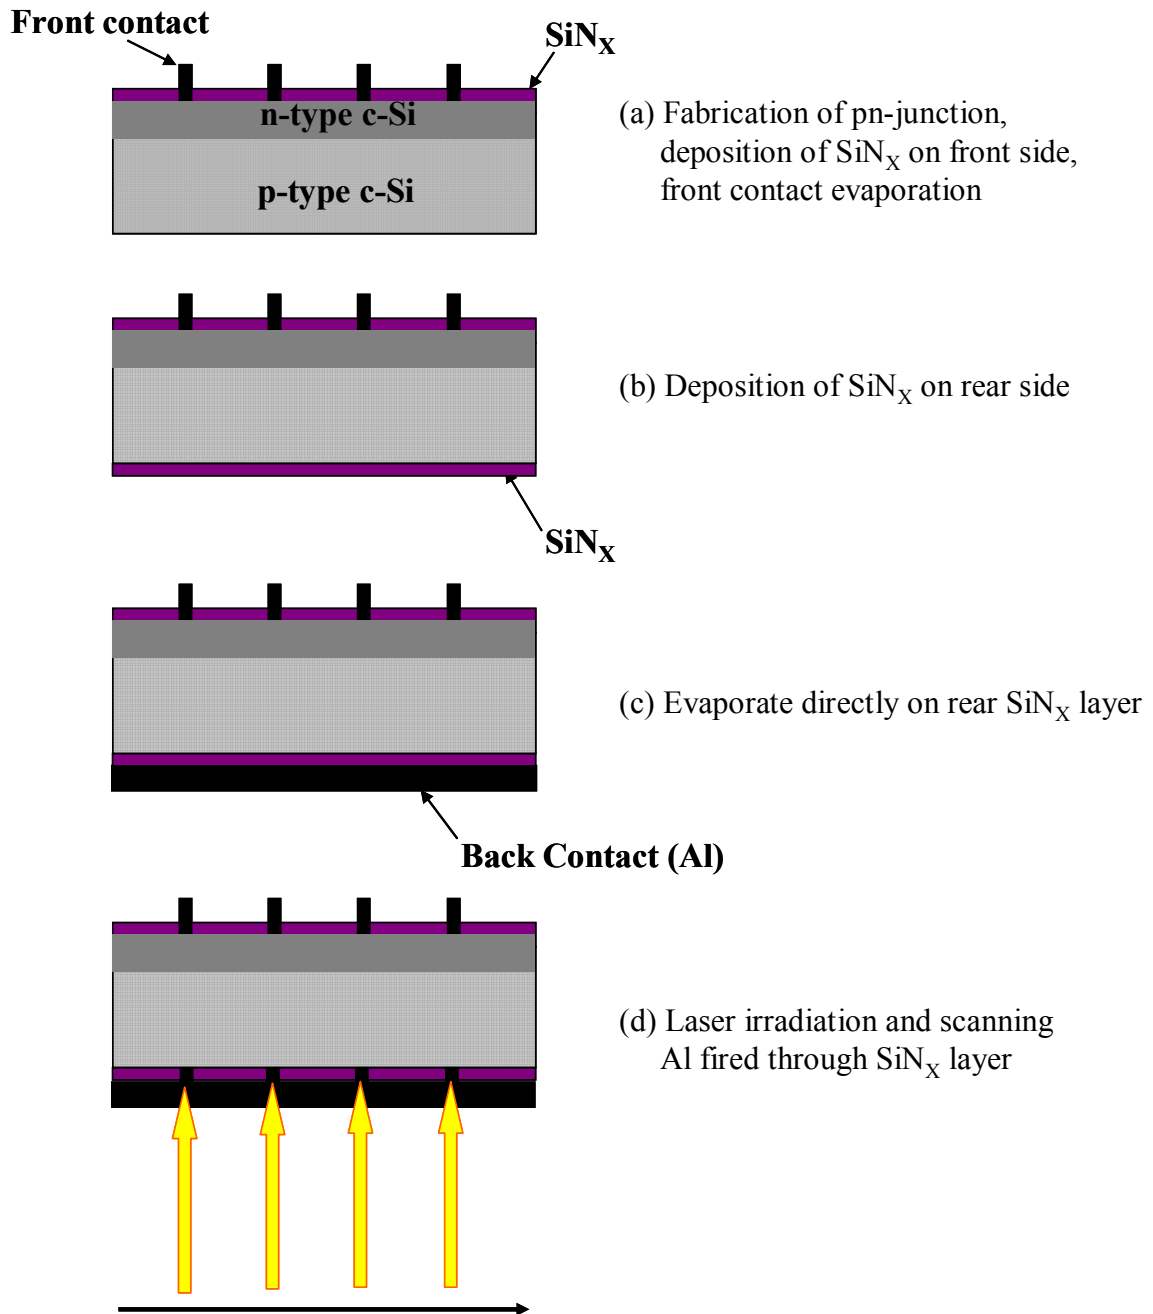 Front contact
SiNX
n-type c-Si
p-type c-Si
(a) Fabrication of pn-junction,
deposition of SiNX on front side,
front contact evaporation
(b) Deposition of SiNX on rear side
SiNX
(c) Evaporate directly on rear SiNX layer
Back Contact (Al)
(d) Laser irradiation and scanning
Al fired through SiNX layer